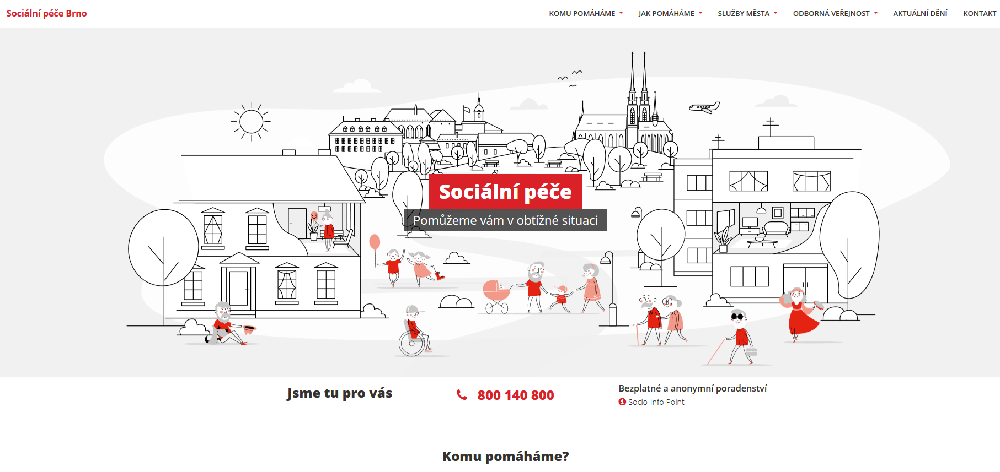 Sociální péče Brno
KOMU POMÁHÁME
JAK POMÁHÁME
SLUŽBY MĚSTA
ODBORNÁ VEŘEJNOST
AKTUÁLNÍ DĚNÍ
KONTAKT
Sociální péče
Pomůžeme vám v obtížné situaci
Jsme tu pro vás
800 140 800
Bezplatné a anonymní poradenství
Socio-Info Point
Komu pomáháme?